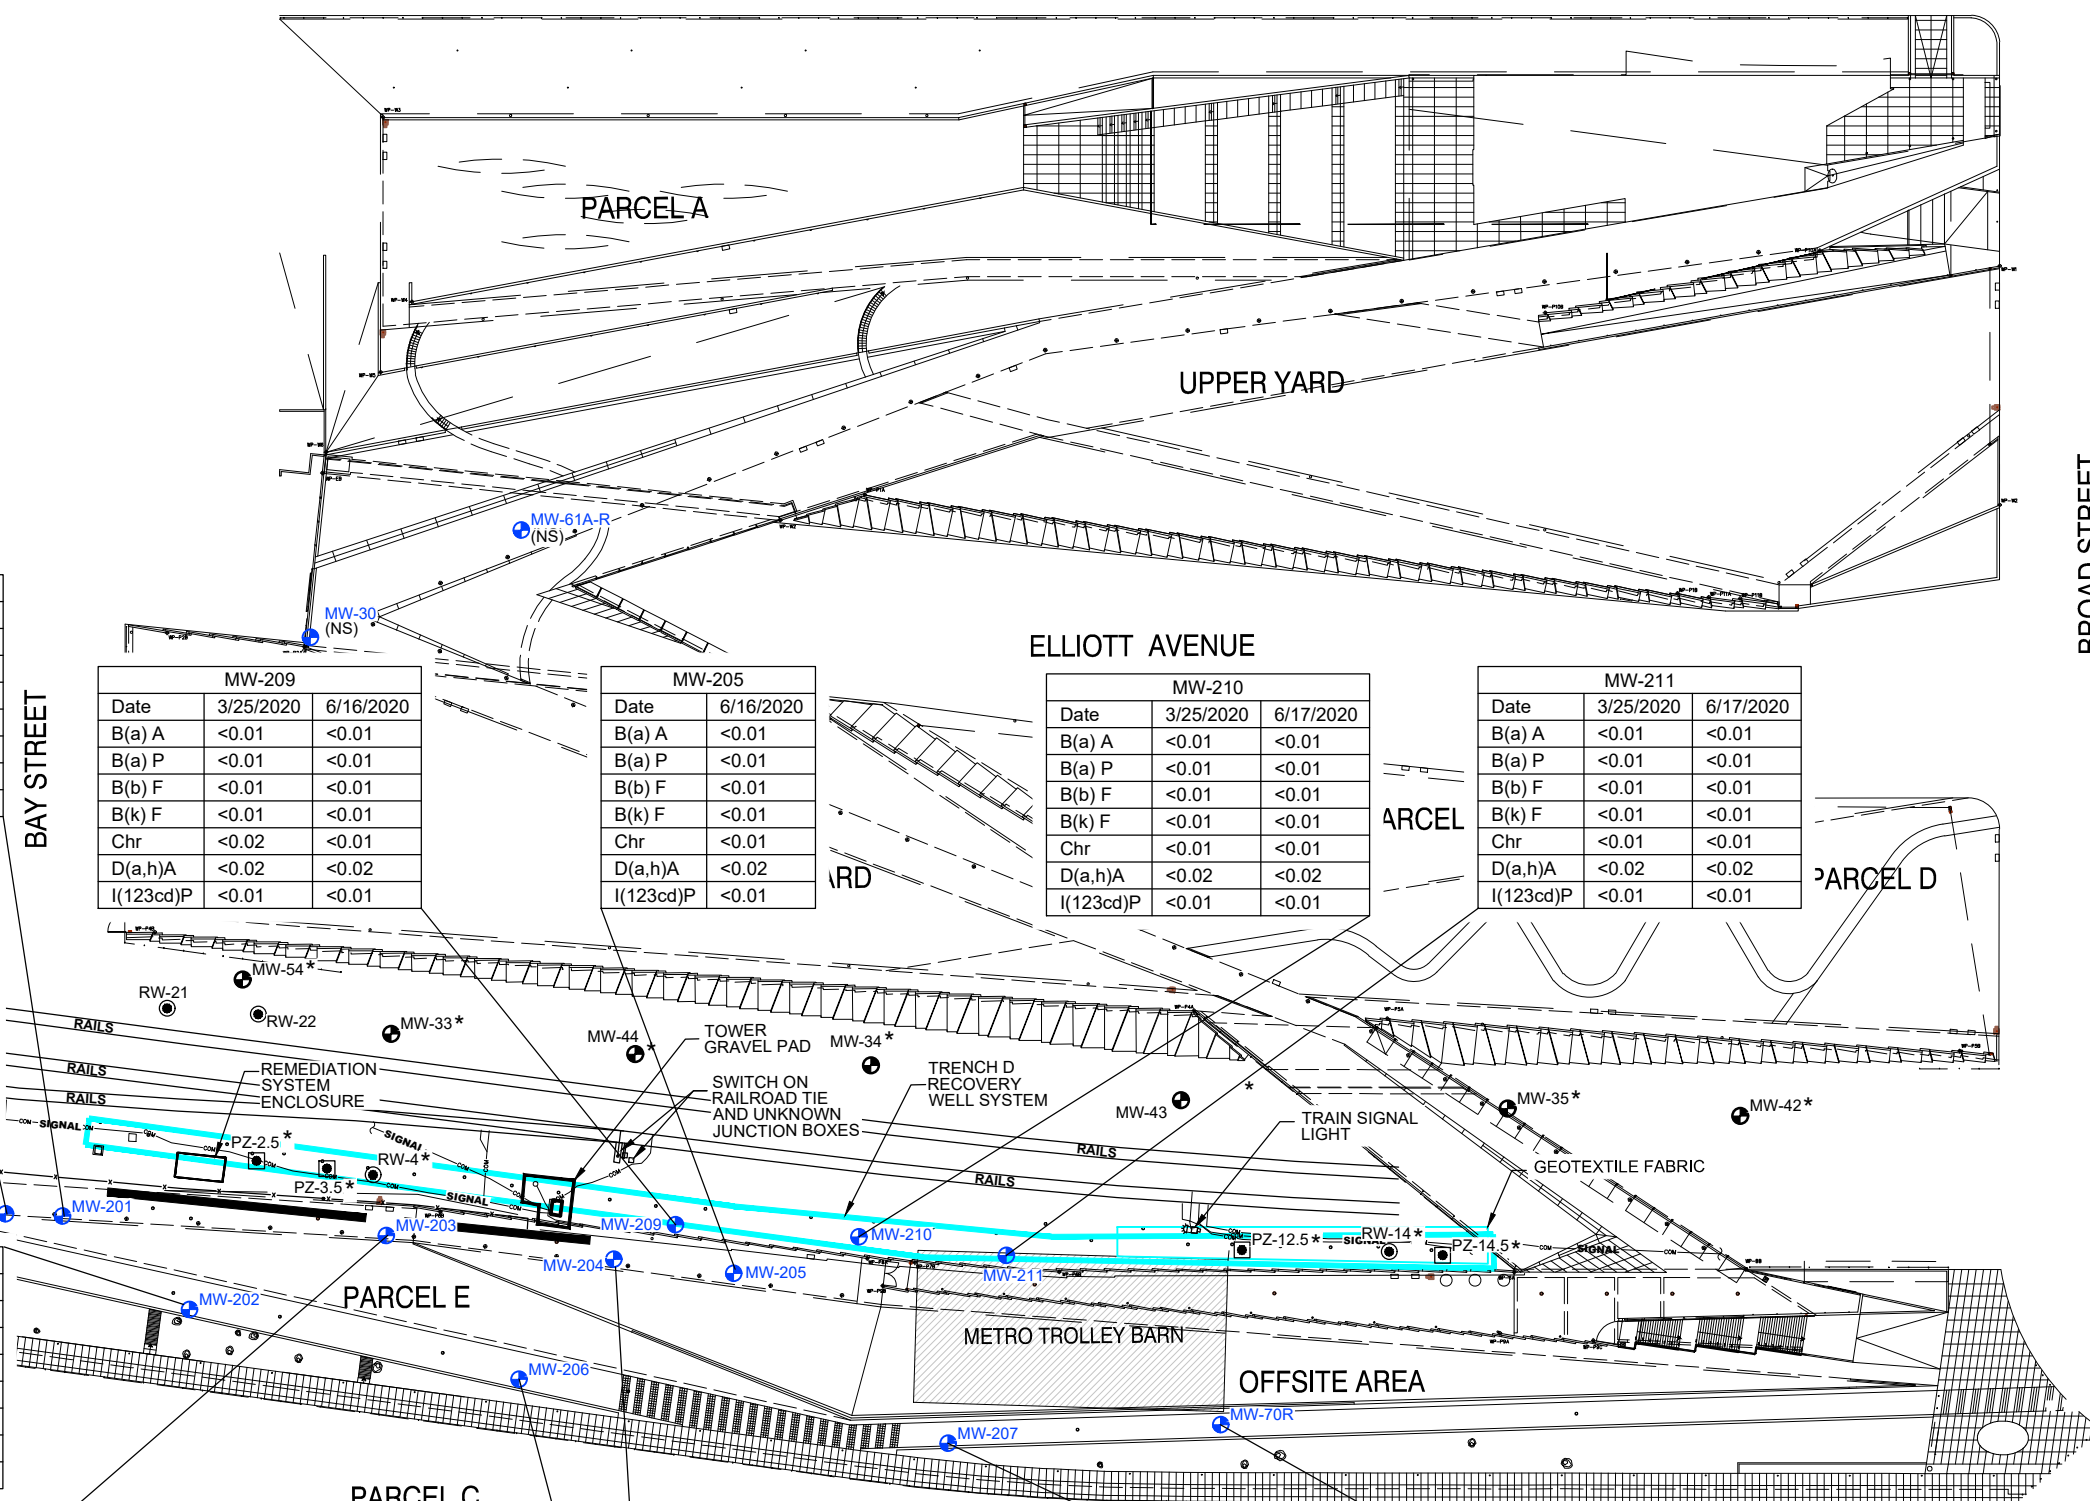 PARCEL A
UPPER YARD
BROAD STREET
MW-61A-R
(NS)
MW-30
(NS)
ELLIOTT AVENUE
BAY STREET
MW-209
Date 3/25/2020 6/16/2020
B(a) A <0.01 <0.01
B(a) P <0.01 <0.01
B(b) F <0.01 <0.01
B(k) F <0.01 <0.01
Chr <0.02 <0.01
D(a,h)A <0.02 <0.02
I(123cd)P <0.01 <0.01
MW-205
Date 6/16/2020
B(a) A <0.01
B(a) P <0.01
B(b) F <0.01
B(k) F <0.01
Chr <0.01
D(a,h)A <0.02
I(123cd)P <0.01
MW-210
Date 3/25/2020 6/17/2020
B(a) A <0.01 <0.01
B(a) P <0.01 <0.01
B(b) F <0.01 <0.01
B(k) F <0.01 <0.01
Chr <0.01 <0.01
D(a,h)A <0.02 <0.02
I(123cd)P <0.01 <0.01
MW-211
Date 3/25/2020 6/17/2020
B(a) A <0.01 <0.01
B(a) P <0.01 <0.01
B(b) F <0.01 <0.01
B(k) F <0.01 <0.01
Chr <0.01 <0.01
D(a,h)A <0.02 <0.02
I(123cd)P <0.01 <0.01
ARCEL
ARD
PARCEL D
MW-54*
RW-21
RW-22
MW-33*
MW-44
*
MW-34*
MW-43
*
MW-35*
MW-42*
RAILS
RAILS
RAILS
RAILS
RAILS
TOWER
GRAVEL PAD
REMEDIATION
SYSTEM
ENCLOSURE
SWITCH ON
RAILROAD TIE
AND UNKNOWN
JUNCTION BOXES
TRENCH D
RECOVERY
WELL SYSTEM
TRAIN SIGNAL
LIGHT
GEOTEXTILE FABRIC
SIGNAL
SIGNAL
SIGNAL
SIGNAL
SIGNAL
PZ-2.5*
PZ-3.5*
RW-4*
PZ-12.5*
RW-14*
PZ-14.5*
MW-201
MW-203
MW-209
MW-210
MW-204
MW-205
MW-211
MW-202
PARCEL E
METRO TROLLEY BARN
MW-206
OFFSITE AREA
MW-70R
MW-207
PARCEL C